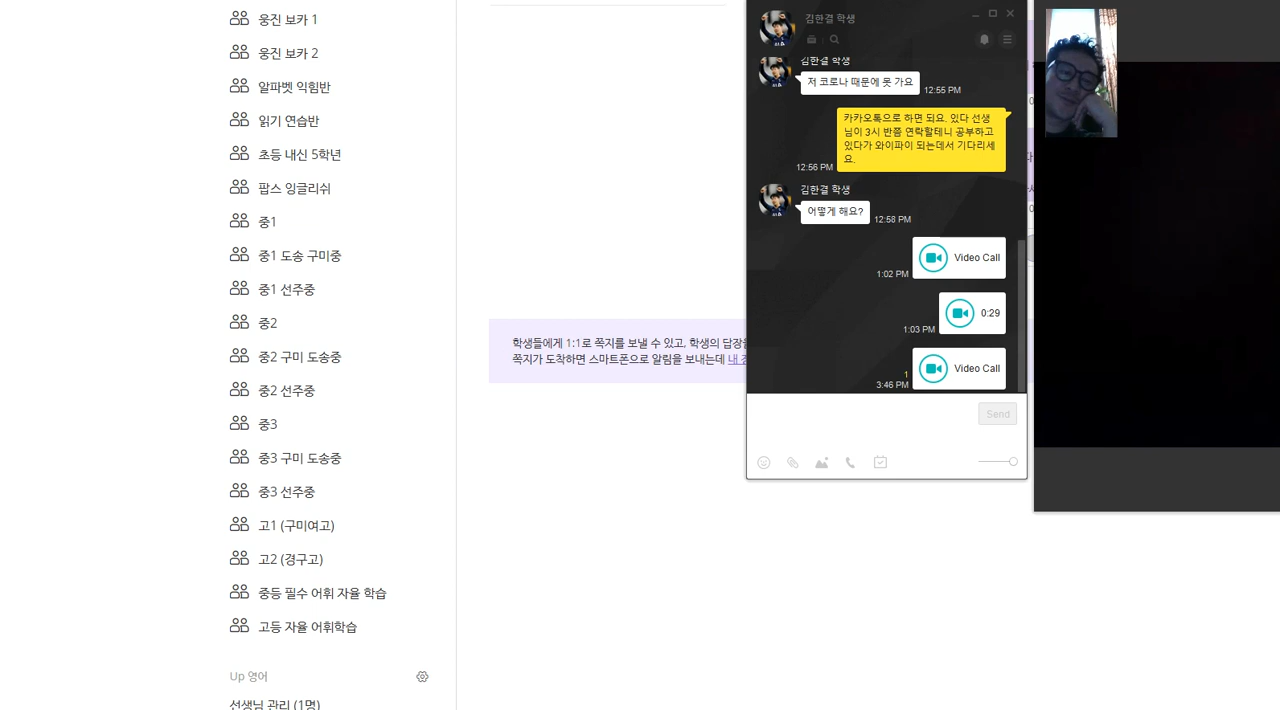 웅진 보카 1
웅진 보카 2
알파벳 익힘반
읽기 연습반
초등 내신 5학년
팝스 잉글리쉬
중1
중1 도송 구미중
중1 선주중
중2
중2 구미 도송중
중2 선주중
중3
중3 구미 도송중
중3 선주중
고1 (구미여고)
고2 (경구고)
중등 필수 어휘 자율 학습
고등 자율 어휘학습
Up 영어
선생님 관리 (1명)
학생들에게 1:1로 쪽지를 보낼 수 있고, 학생의 답장을
쪽지가 도착하면 스마트폰으로 알림을 보내는데 내
김한결 학생
김한결 학생
저 코로나 때문에 못 가요
12:55 PM
카카오톡으로 하면 되요. 있다 선생
님이 3시 반쯤 연락할테니 공부하고
있다가 와이파이 되는데서 기다리세
요.
12:56 PM
김한결 학생
어떻게 해요?
12:58 PM
Video Call
1:02 PM
0:29
1:03 PM
Video Call
1
3:46 PM
Send